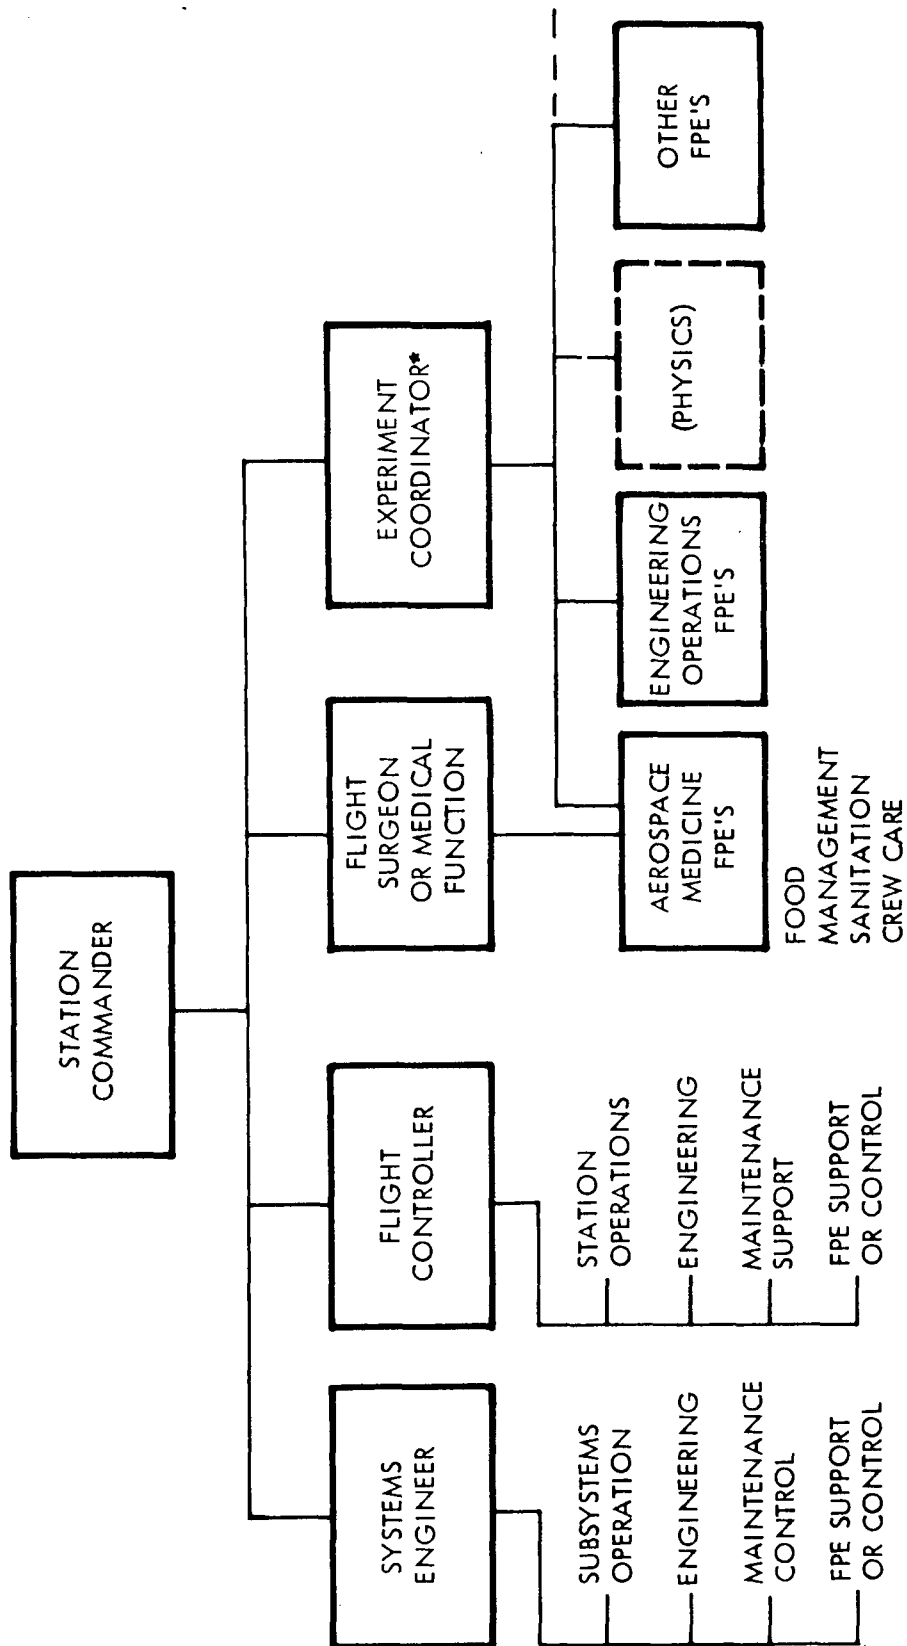 STATION
COMMANDER
SYSTEMS
ENGINEER
FLIGHT
CONTROLLER
FLIGHT
SURGEON
OR MEDICAL
FUNCTION
EXPERIMENT
COORDINATOR*
SUBSYSTEMS
OPERATION
ENGINEERING
MAINTENANCE
CONTROL
FPE SUPPORT
OR CONTROL
STATION
OPERATIONS
ENGINEERING
MAINTENANCE
SUPPORT
FPE SUPPORT
OR CONTROL
AEROSPACE
MEDICINE
FPE'S
FOOD
MANAGEMENT
SANITATION
CREW CARE
ENGINEERING
OPERATIONS
FPE'S
(PHYSICS)
OTHER
FPE'S